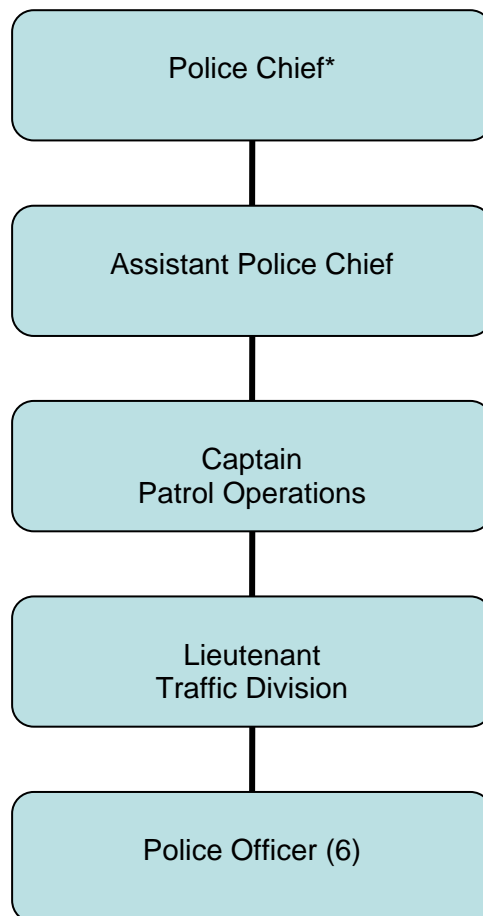 Police Chief*
Assistant Police Chief
Captain
Patrol Operations
Lieutenant
Traffic Division
Police Officer (6)